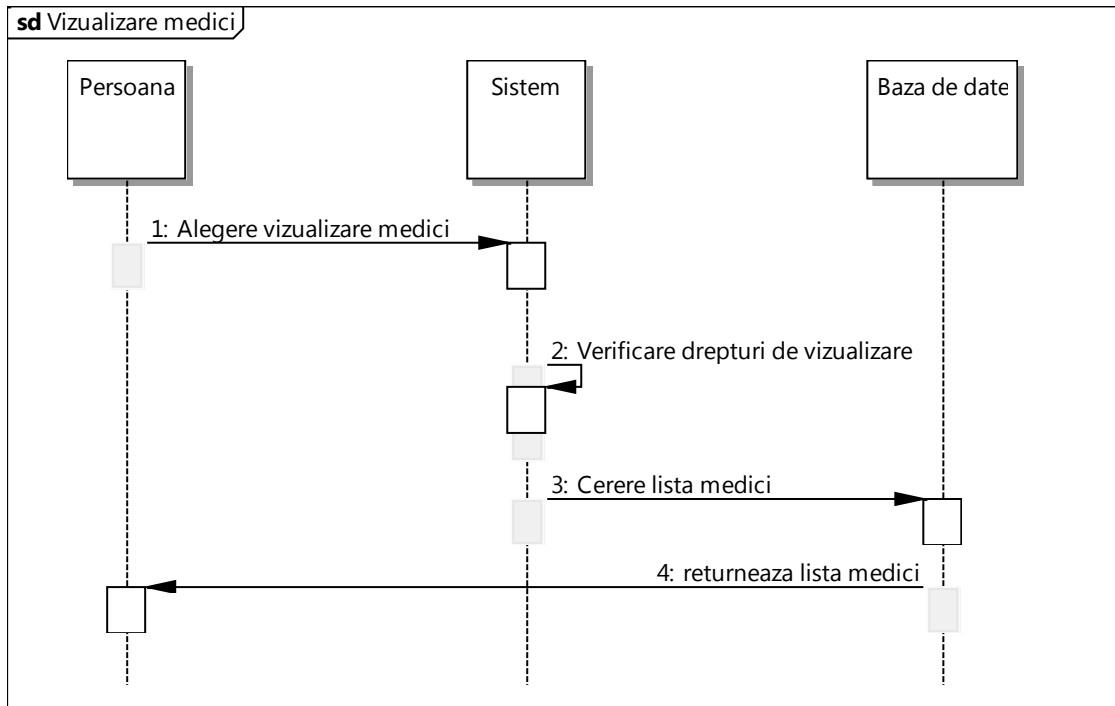 sd Vizualizare medici
Persoana
Sistem
Baza de date
1: Alegere vizualizare medici
2: Verificare drepturi de vizualizare
3: Cerere lista medici
4: returneaza lista medici